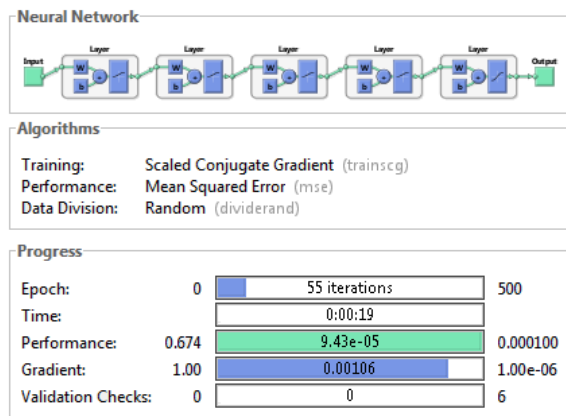 Neural Network
Layer Layer Layer Layer Layer
Input W b + W b + W b + W b + W b + Output
Algorithms
Training: Scaled Conjugate Gradient (trainscg)
Performance: Mean Squared Error (mse)
Data Division: Random (dividerand)
Progress
Epoch: 0 55 iterations 500
Time: 0:00:19
Performance: 0.674 9.43e-05 0.000100
Gradient: 1.00 0.00106 1.00e-06
Validation Checks: 0 0 6